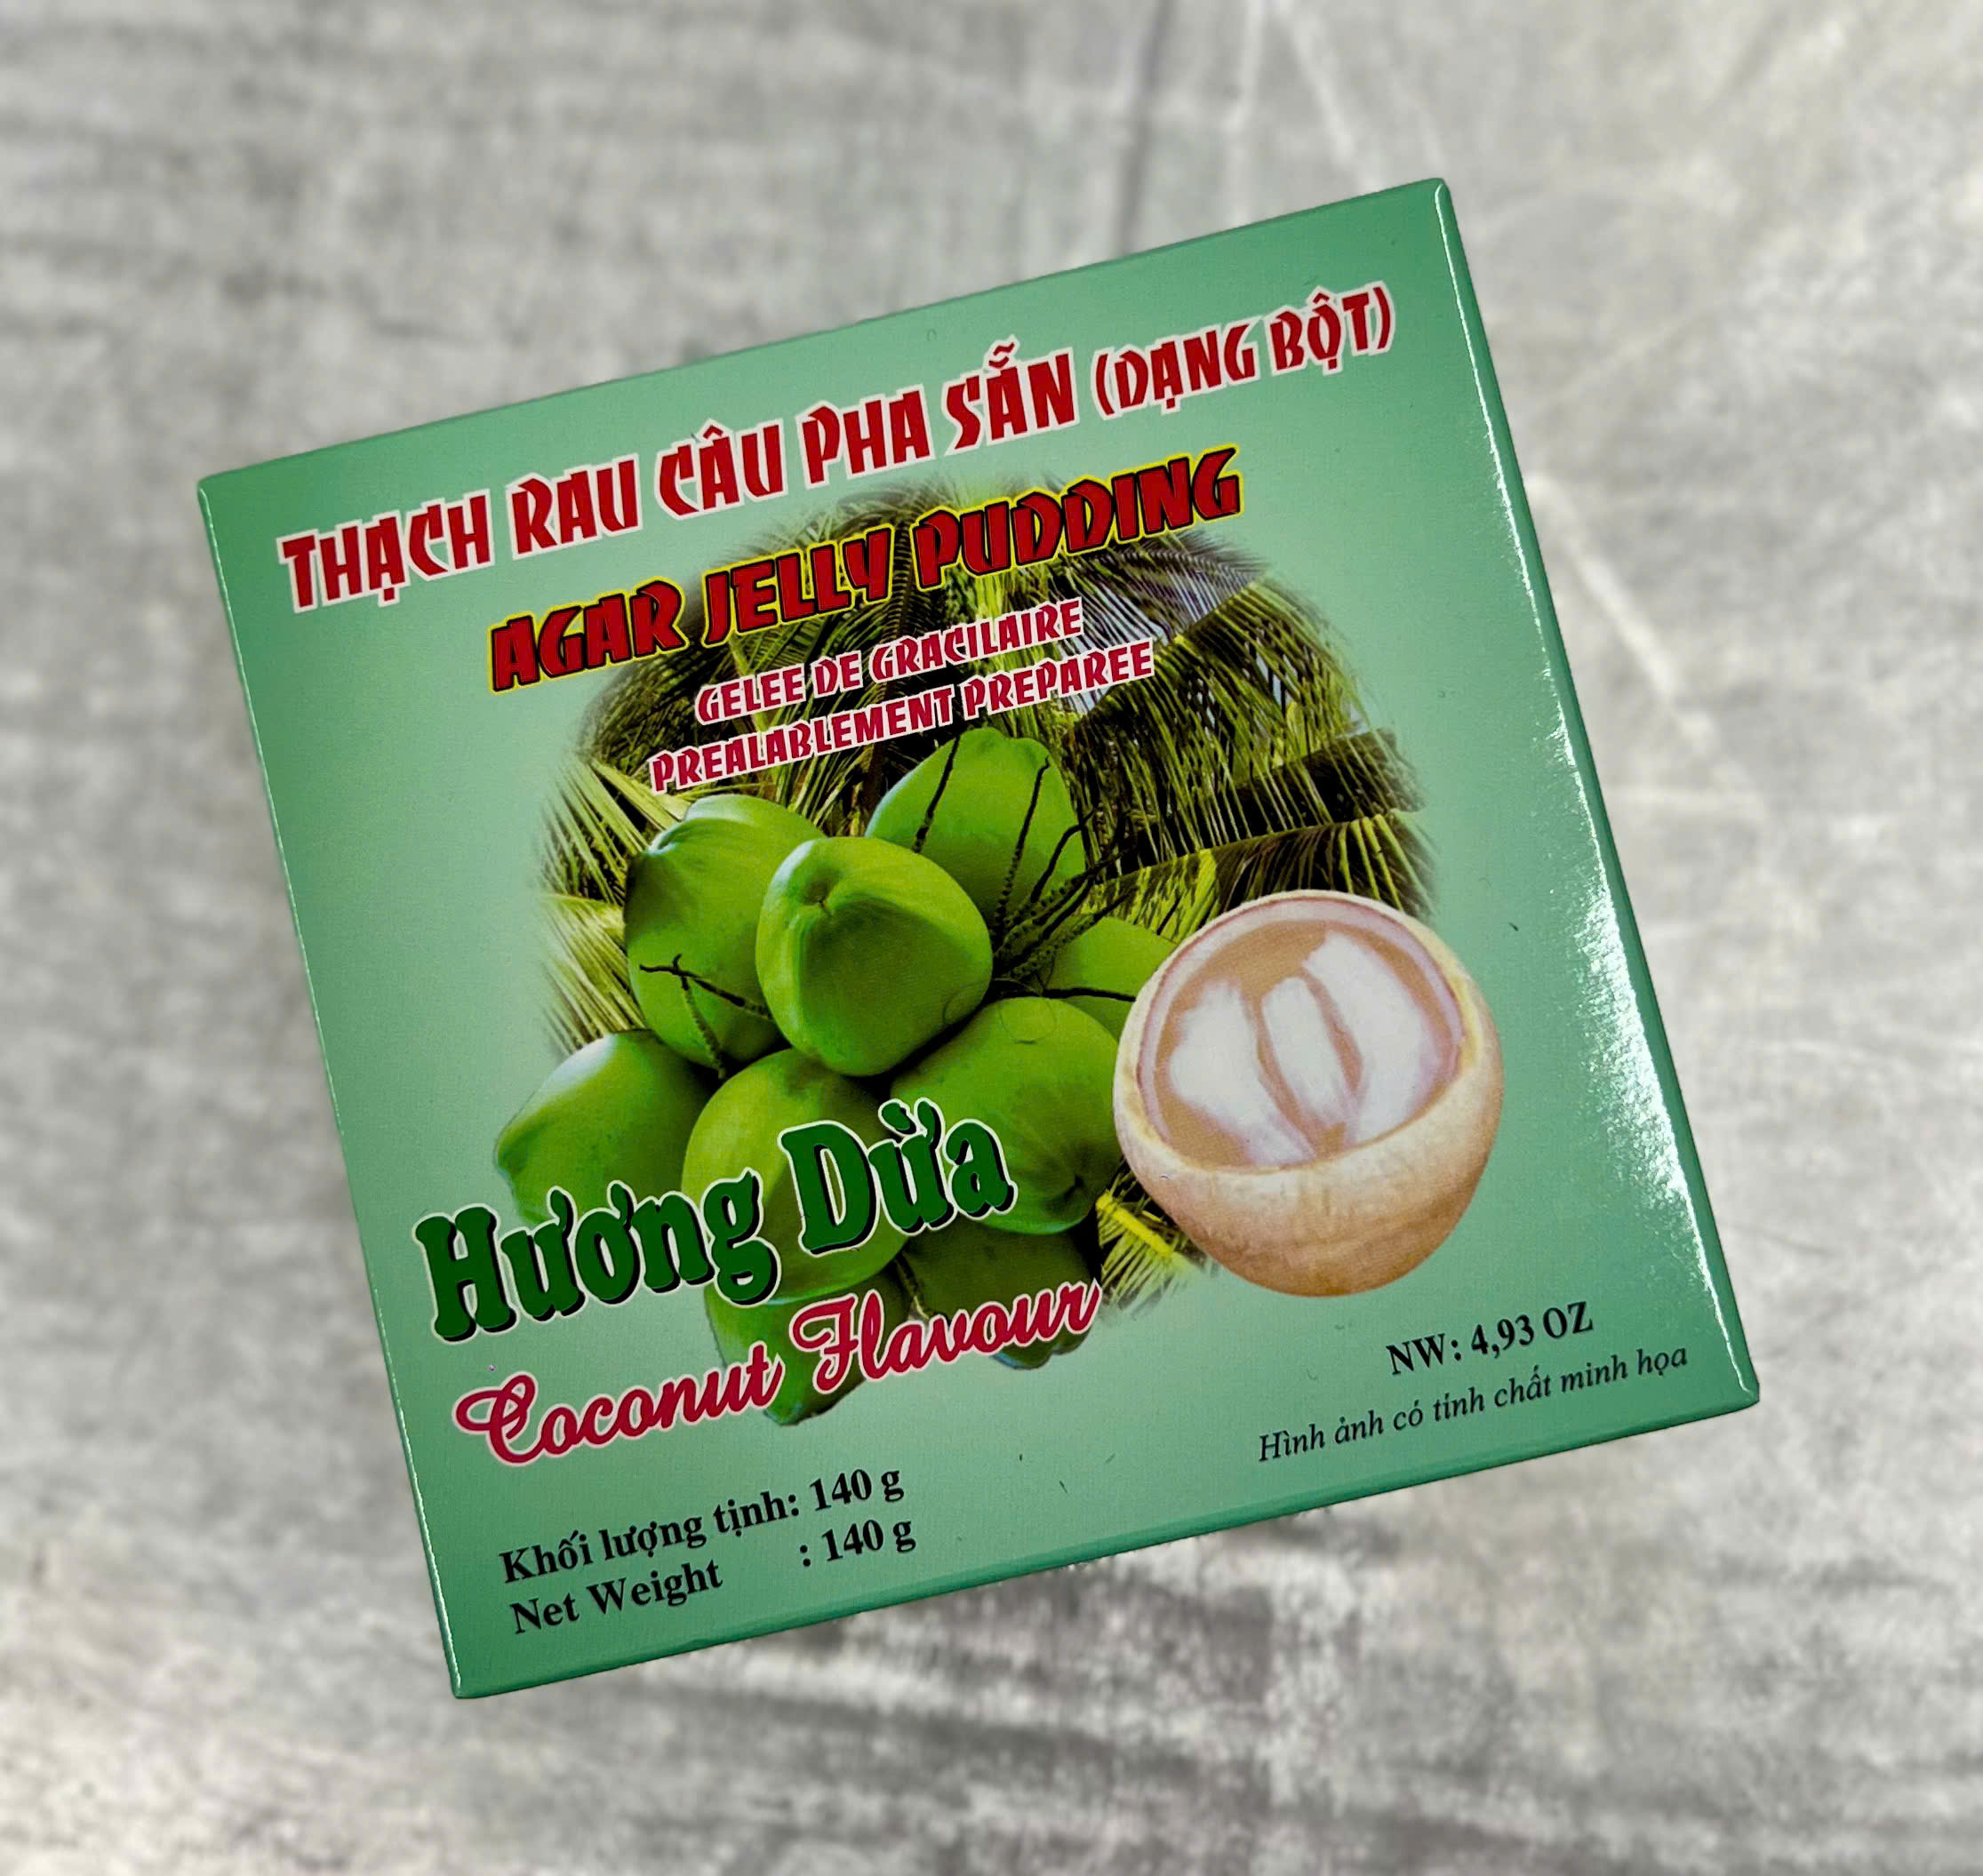 THẠCH RAU CÂU PHA SẴN (DẠNG BỘT)
AGAR JELLY PUDDING
GELEE DE GRACILAIRE
PREALABLEMENT PREPAREE
Hương Dừa
Coconut Flavour
NW: 4,93 OZ
Hình ảnh có tính chất minh họa
Khối lượng tịnh: 140 g
Net Weight : 140 g